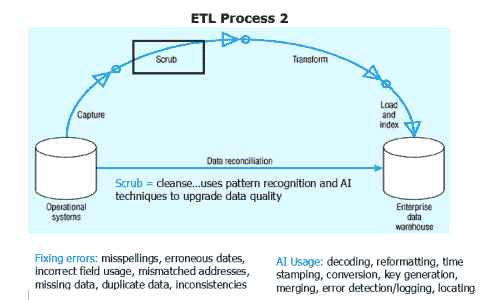 ETL Process 2
Scrub
Transform
Capture
Load
and
index
Data reconciliation
Scrub = cleanse...uses pattern recognition and AI
techniques to upgrade data quality
Operational
systems
Enterprise
data
warehouse
Fixing errors: misspellings, erroneous dates,
incorrect field usage, mismatched addresses,
missing data, duplicate data, inconsistencies
AI Usage: decoding, reformatting, time
stamping, conversion, key generation,
merging, error detection/logging, locating